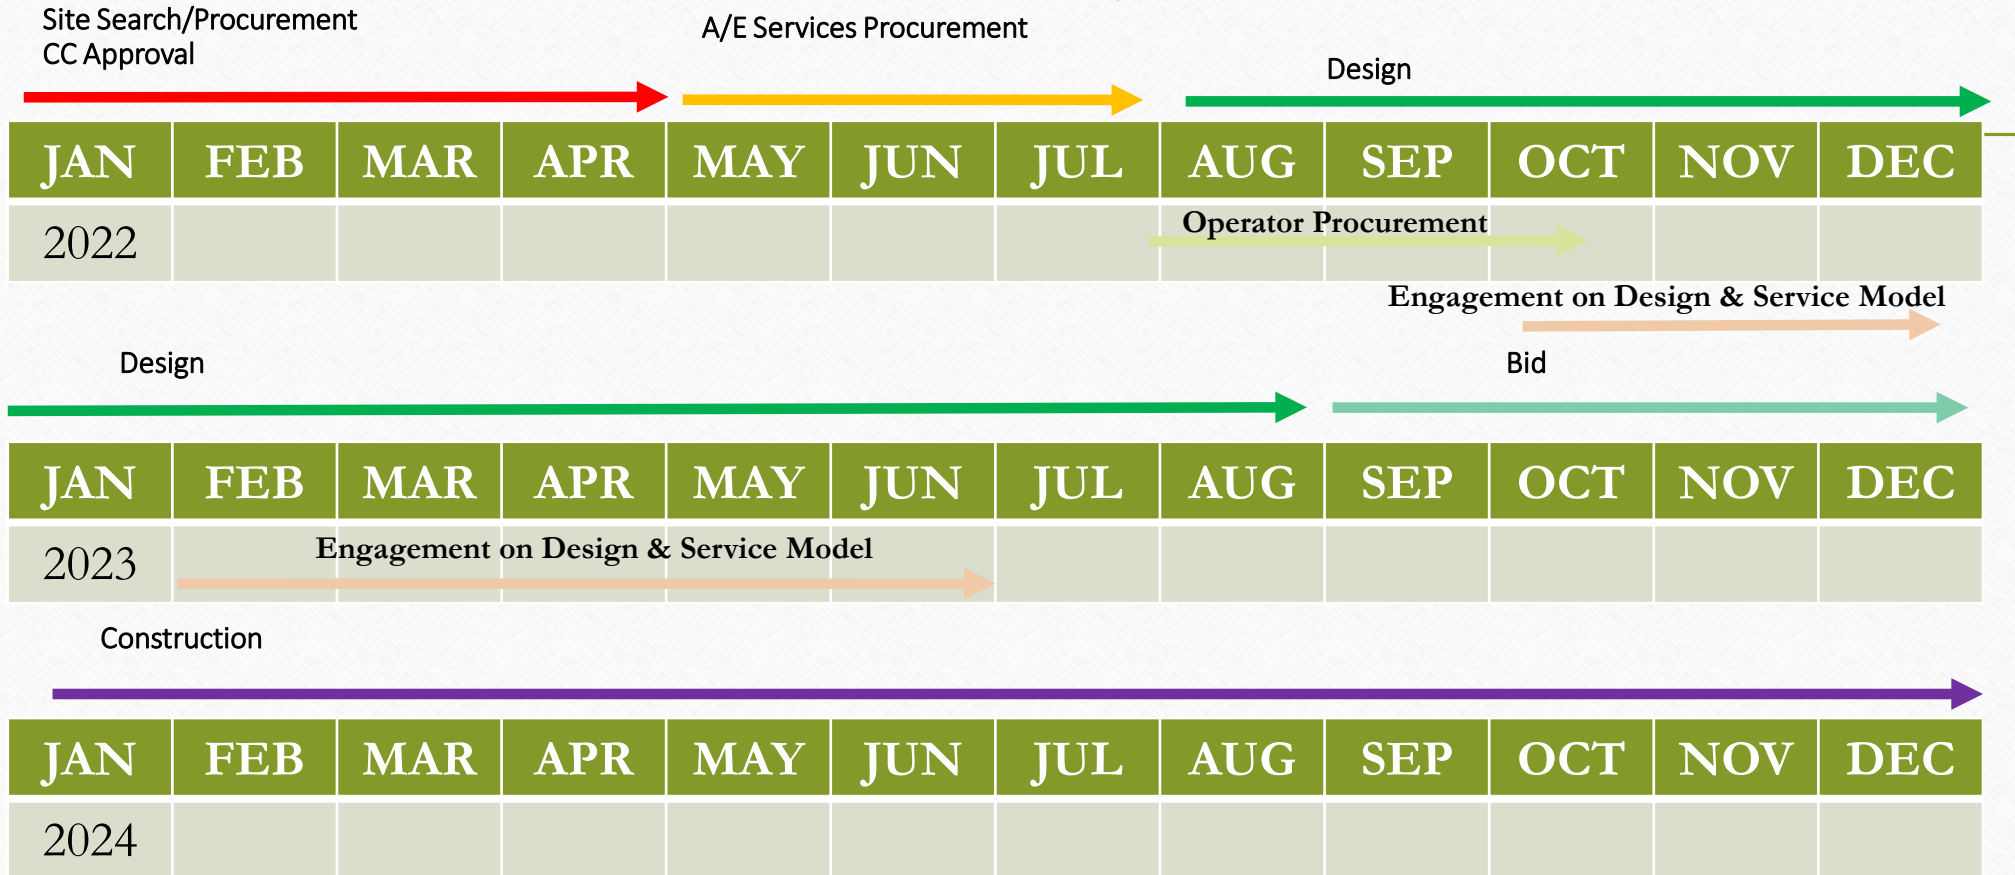 Site Search/Procurement
CC Approval
A/E Services Procurement
Design
JAN FEB MAR APR MAY JUN JUL AUG SEP OCT NOV DEC
2022
Operator Procurement
Engagement on Design & Service Model
Design
Bid
JAN FEB MAR APR MAY JUN JUL AUG SEP OCT NOV DEC
2023
Engagement on Design & Service Model
Construction
JAN FEB MAR APR MAY JUN JUL AUG SEP OCT NOV DEC
2024